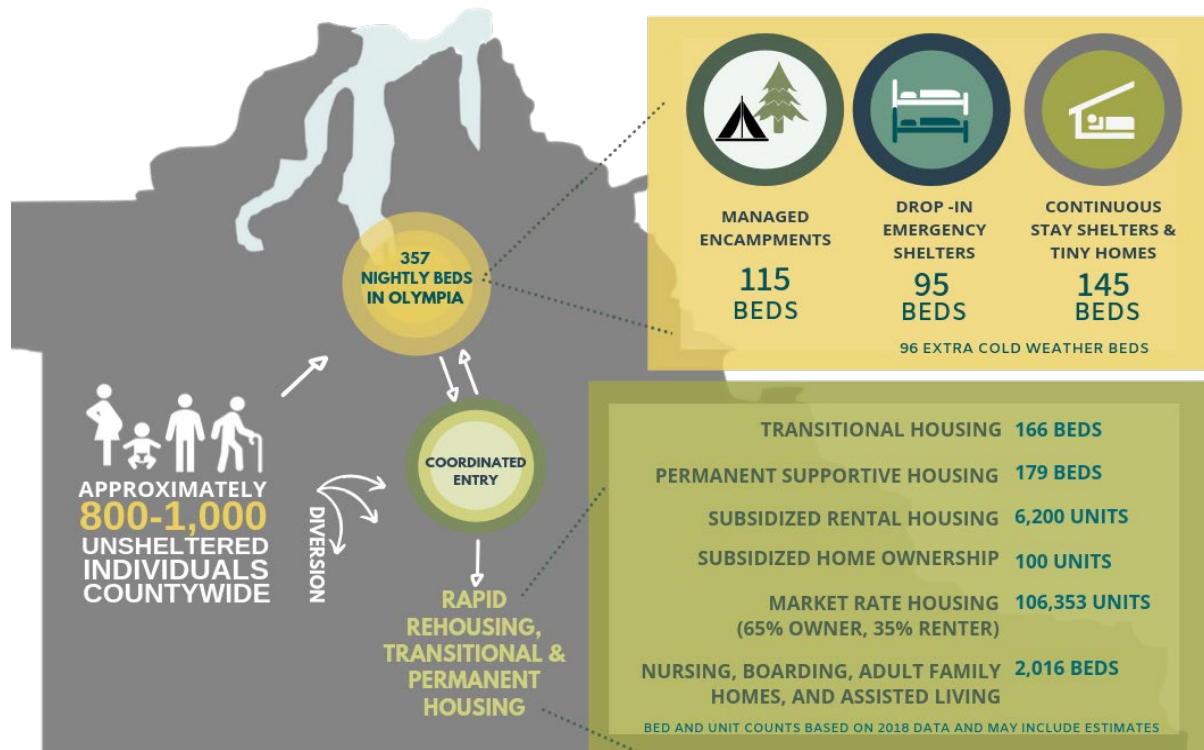 357
NIGHTLY BEDS
IN OLYMPIA
MANAGED
ENCAMPMENTS
115
BEDS
DROP -IN
EMERGENCY
SHELTERS
95
BEDS
CONTINUOUS
STAY SHELTERS &
TINY HOMES
145
BEDS
96 EXTRA COLD WEATHER BEDS
APPROXIMATELY
800-1,000
UNSHELTERED
INDIVIDUALS
COUNTYWIDE
DIVERSION
COORDINATED
ENTRY
RAPID
REHOUSING,
TRANSITIONAL &
PERMANENT
HOUSING
TRANSITIONAL HOUSING 166 BEDS
PERMANENT SUPPORTIVE HOUSING 179 BEDS
SUBSIDIZED RENTAL HOUSING 6,200 UNITS
SUBSIDIZED HOME OWNERSHIP 100 UNITS
MARKET RATE HOUSING 106,353 UNITS
(65% OWNER, 35% RENTER)
NURSING, BOARDING, ADULT FAMILY 2,016 BEDS
HOMES, AND ASSISTED LIVING
BED AND UNIT COUNTS BASED ON 2018 DATA AND MAY INCLUDE ESTIMATES